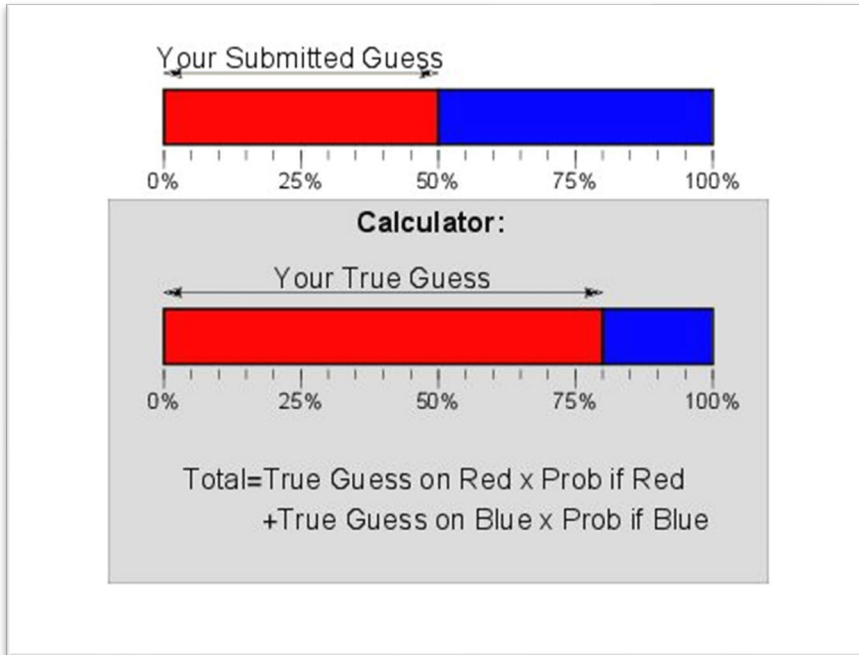 Your Submitted Guess
0% 25% 50% 75% 100%
Calculator:
Your True Guess
0% 25% 50% 75% 100%
Total=True Guess on Red x Prob if Red
+True Guess on Blue x Prob if Blue